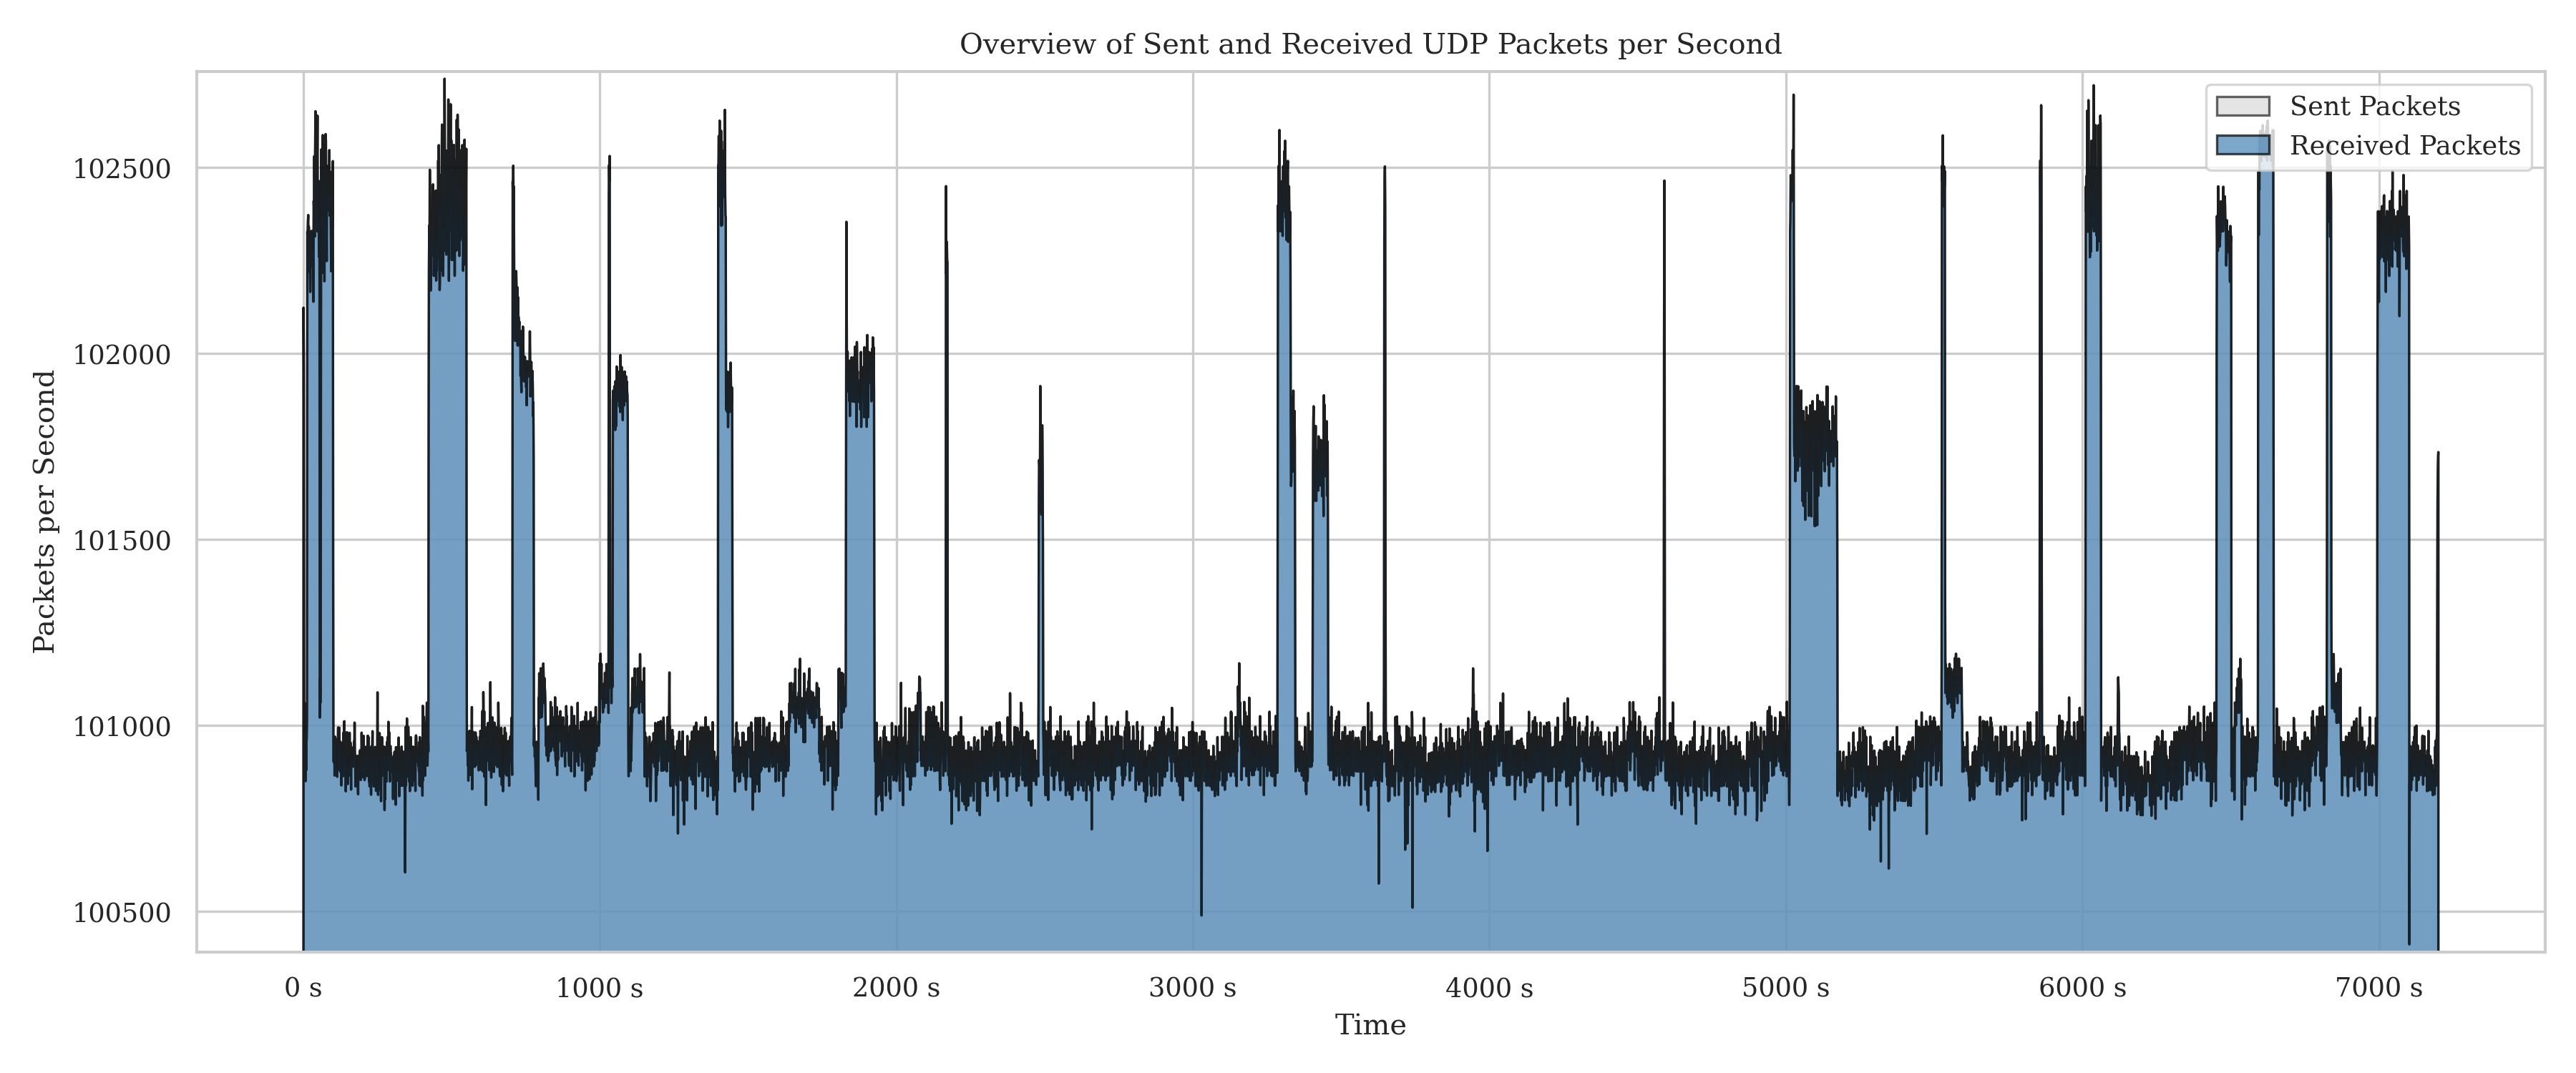 Overview of Sent and Received UDP Packets per Second
Sent Packets
Received Packets
Packets per Second
102500
102000
101500
101000
100500
0 s
1000 s
2000 s
3000 s
4000 s
5000 s
6000 s
7000 s
Time